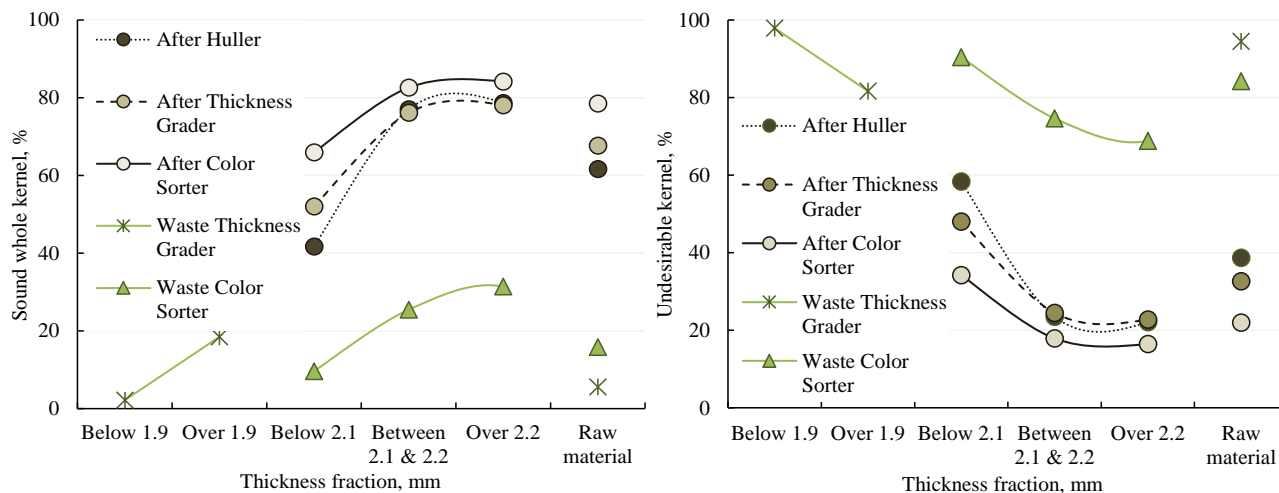 100
80
60
40
20
0
Sound whole kernel, %
After Huller
After Thickness
Grader
After Color
Sorter
Waste Thickness
Grader
Waste Color
Sorter
Below 1.9
Over 1.9
Below 2.1
Between
2.1 & 2.2
Over 2.2
Raw
material
Thickness fraction, mm
100
80
60
40
20
0
Undesirable kernel, %
After Huller
After Thickness
Grader
After Color
Sorter
Waste Thickness
Grader
Waste Color
Sorter
Below 1.9
Over 1.9
Below 2.1
Between
2.1 & 2.2
Over 2.2
Raw
material
Thickness fraction, mm